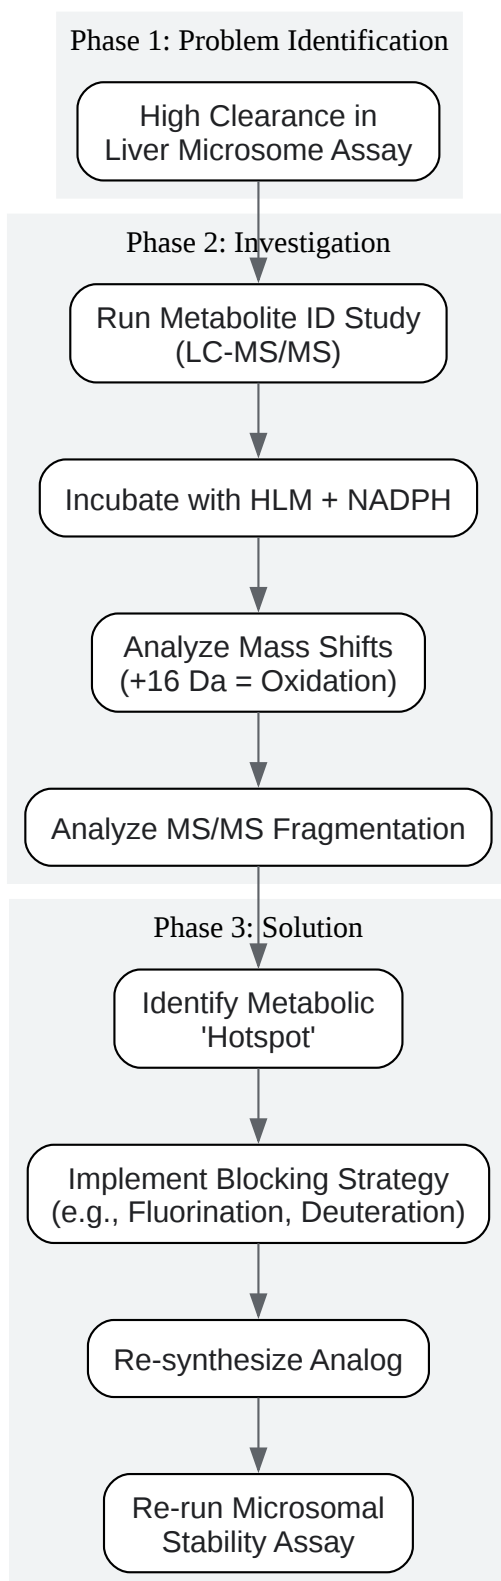 Phase 1: Problem Identification
High Clearance in
Liver Microsome Assay
Phase 2: Investigation
Run Metabolite ID Study
(LC-MS/MS)
Incubate with HLM + NADPH
Analyze Mass Shifts
(+16 Da = Oxidation)
Analyze MS/MS Fragmentation
Phase 3: Solution
Identify Metabolic
'Hotspot'
Implement Blocking Strategy
(e.g., Fluorination, Deuteration)
Re-synthesize Analog
Re-run Microsomal
Stability Assay